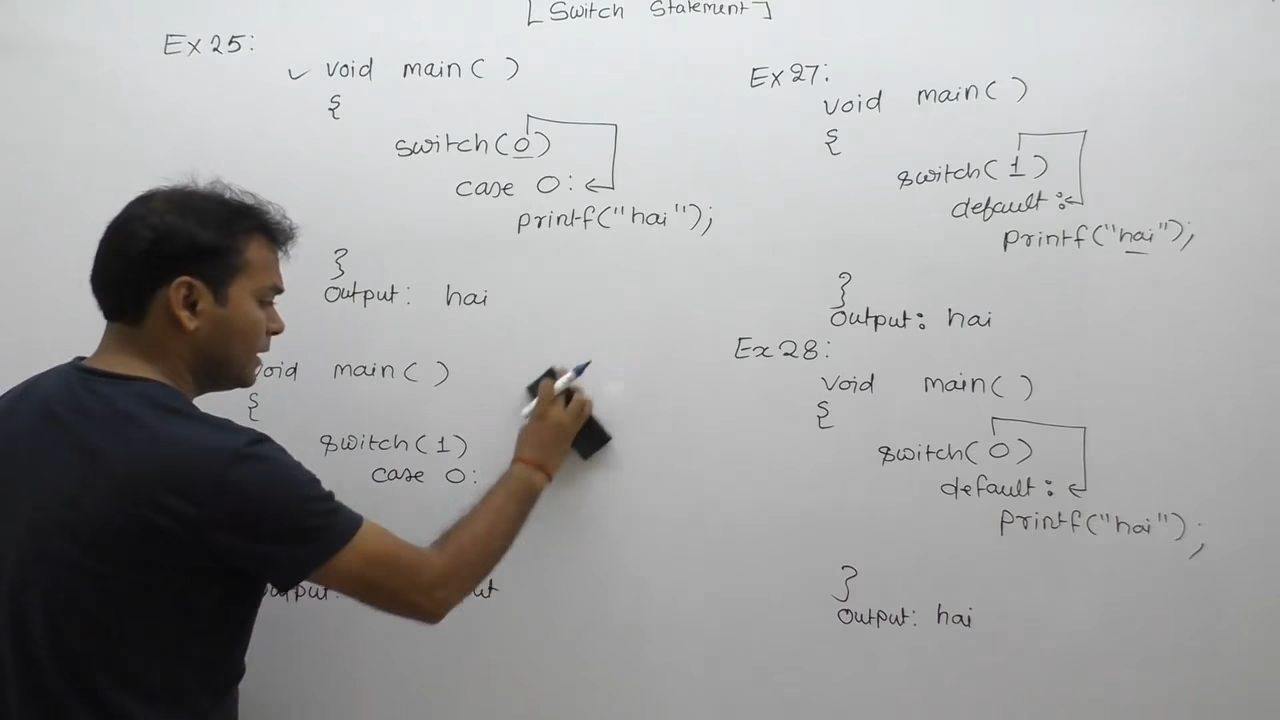 [Switch Statement]
Ex 25:
✓ void main( )
{
switch(0)
case 0:
printf("hai");
}
output: hai
void main( )
{
switch(1)
case 0:
Ex 27:
void main( )
{
switch(1)
default:
printf("hai");
}
output: hai
Ex 28:
void main( )
{
switch(0)
default:
printf("hai");
}
output: hai